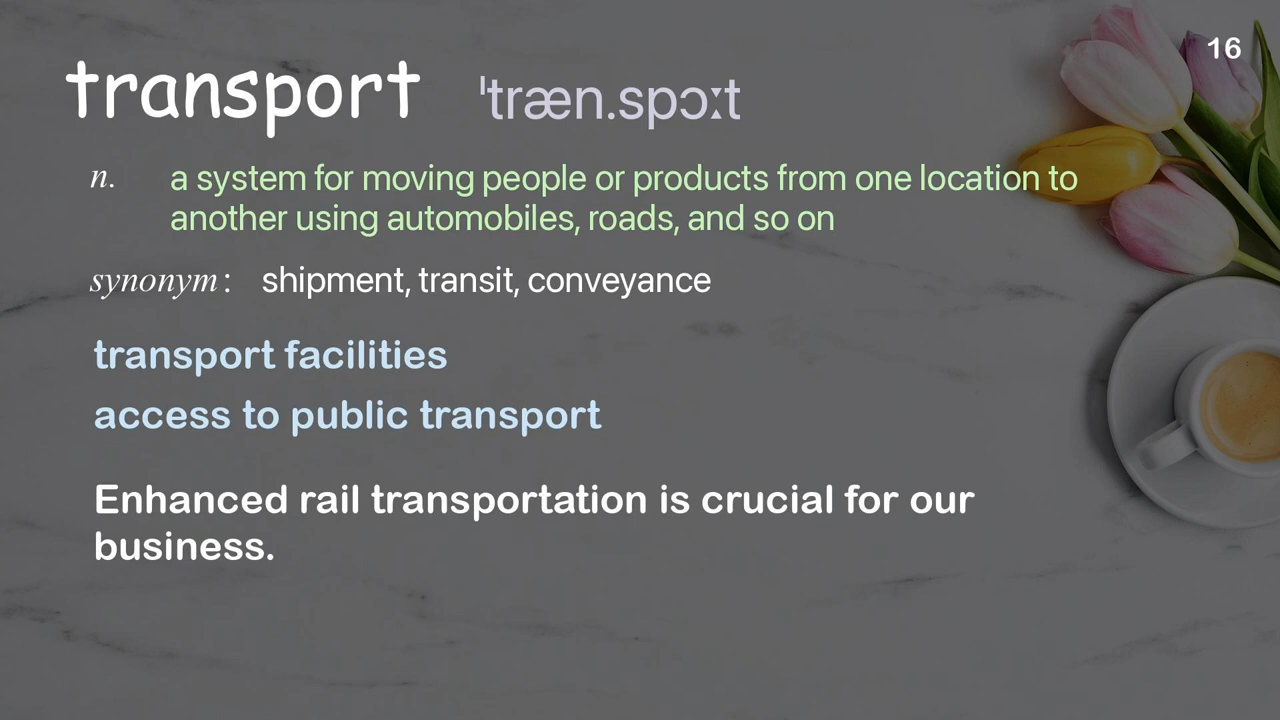 16
transport ˈtræn.spɔːt
n. a system for moving people or products from one location to
another using automobiles, roads, and so on
synonym: shipment, transit, conveyance
transport facilities
access to public transport
Enhanced rail transportation is crucial for our
business.